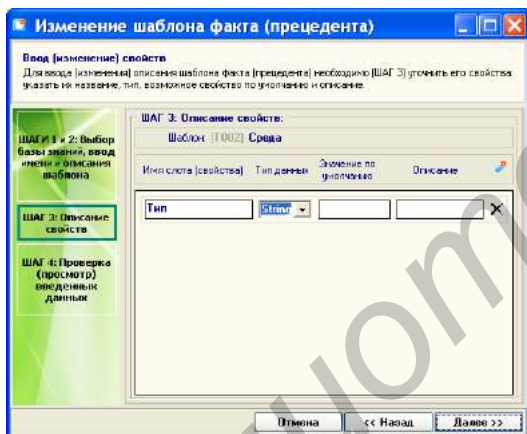 Изменение шаблона факта (прецедента)
Ввод (изменение) свойств
Для ввода (изменения) описания шаблона факта (прецедента) необходимо (ШАГ 3) уточнить его свойства:
указать их название, тип, возможное свойство по умолчанию и описание.
ШАГИ 1 и 2: Выбор
базы знаний, ввод
имени и описания
шаблона
ШАГ 3: Описание
свойств
ШАГ 4: Проверка
(просмотр)
введенных
данных
ШАГ 3: Описание свойств:
Шаблон: [T002] Среда
Имя слота (свойства) Тип данных Значение по умолчанию Описание
Тип String
Отмена << Назад Далее >>